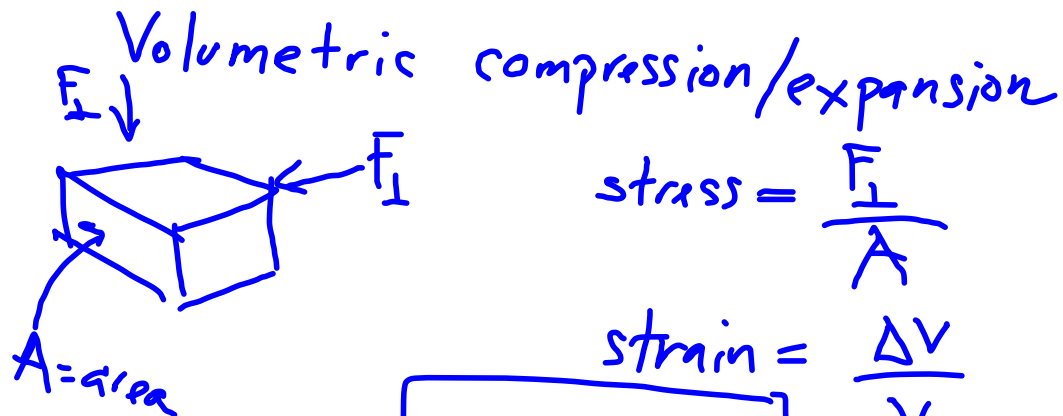 Volumetric compression/expansion
F⊥
F⊥
stress = F⊥/A
A = area
strain = ΔV/V